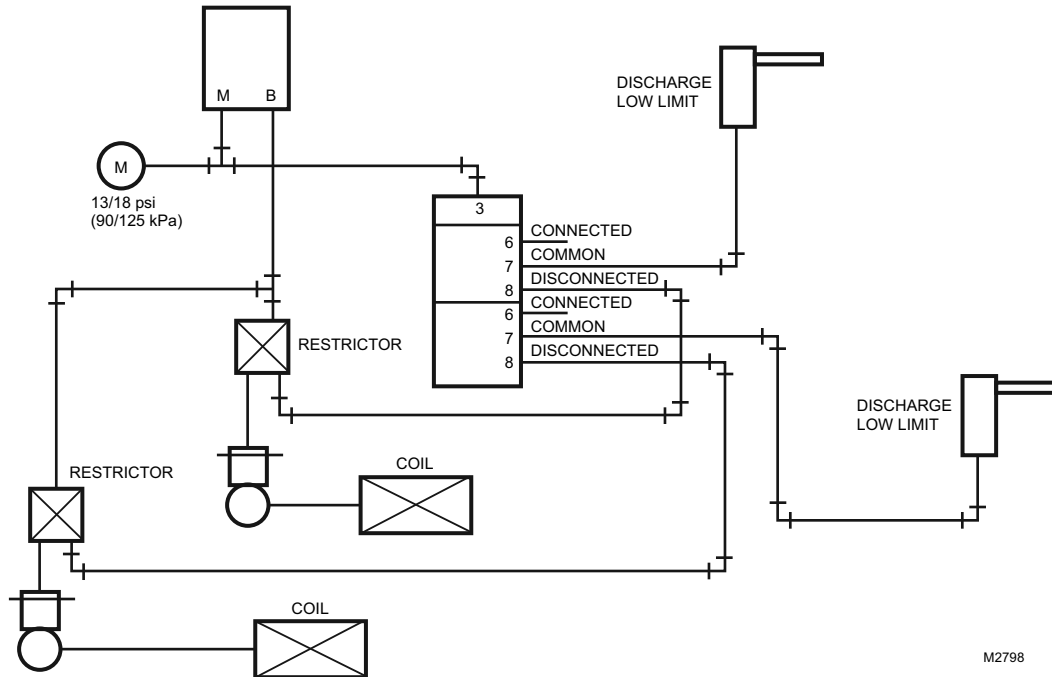 M B
DISCHARGE
LOW LIMIT
M
13/18 psi
(90/125 kPa)
3
6 CONNECTED
7 COMMON
8 DISCONNECTED
6 CONNECTED
7 COMMON
8 DISCONNECTED
RESTRICTOR
DISCHARGE
LOW LIMIT
RESTRICTOR
COIL
COIL
M2798